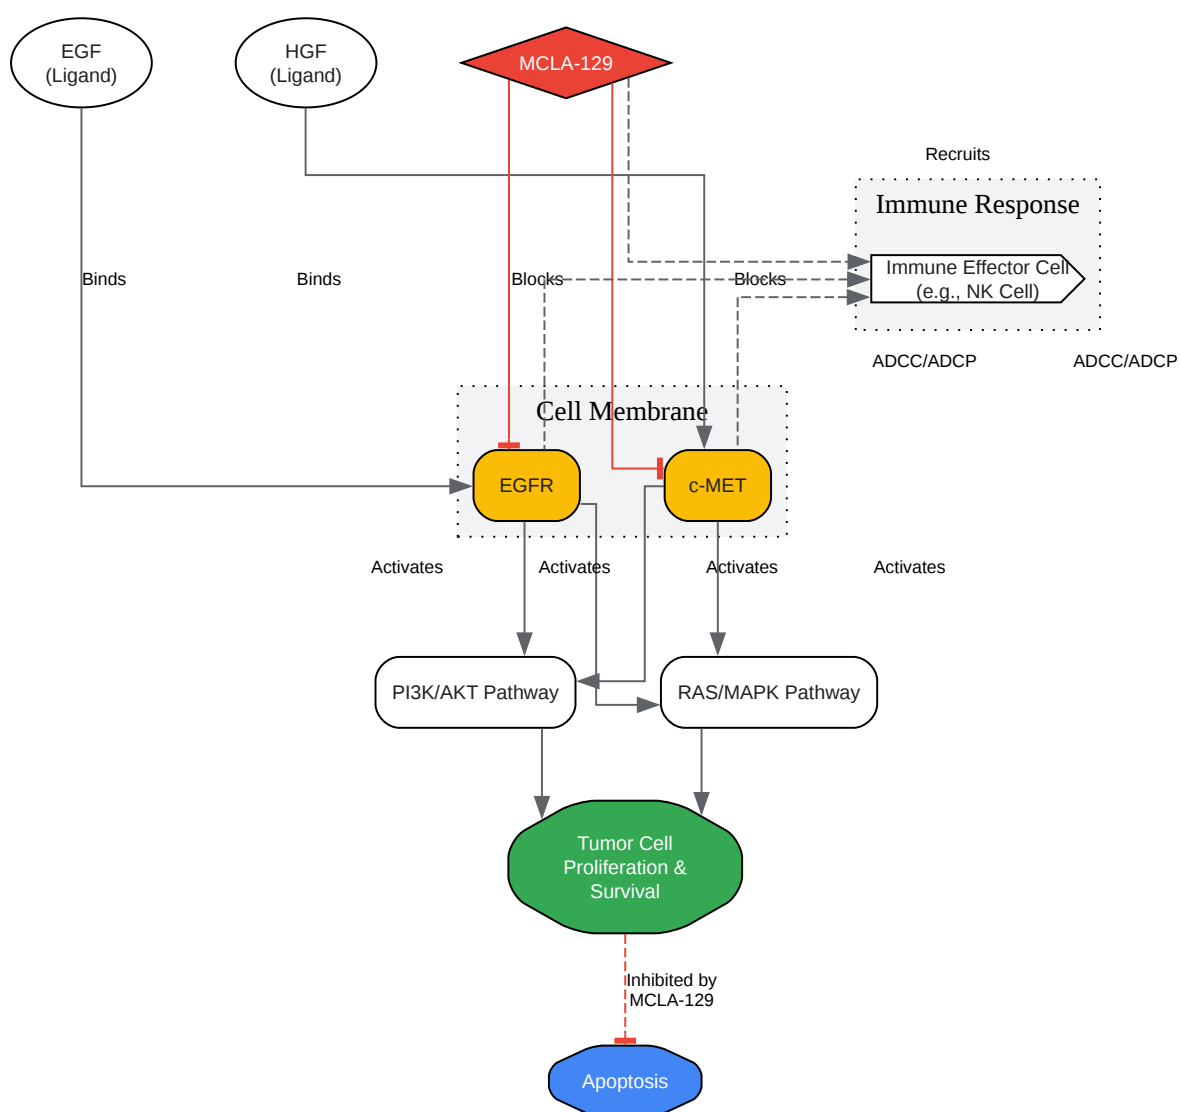 EGF
(Ligand)
HGF
(Ligand)
MCLA-129
Recruits
Immune Response
Binds
Binds
Blocks
Blocks
Immune Effector Cell
(e.g., NK Cell)
ADCC/ADCP
ADCC/ADCP
Cell Membrane
EGFR
c-MET
Activates
Activates
Activates
Activates
PI3K/AKT Pathway
RAS/MAPK Pathway
Tumor Cell
Proliferation &
Survival
Inhibited by
MCLA-129
Apoptosis